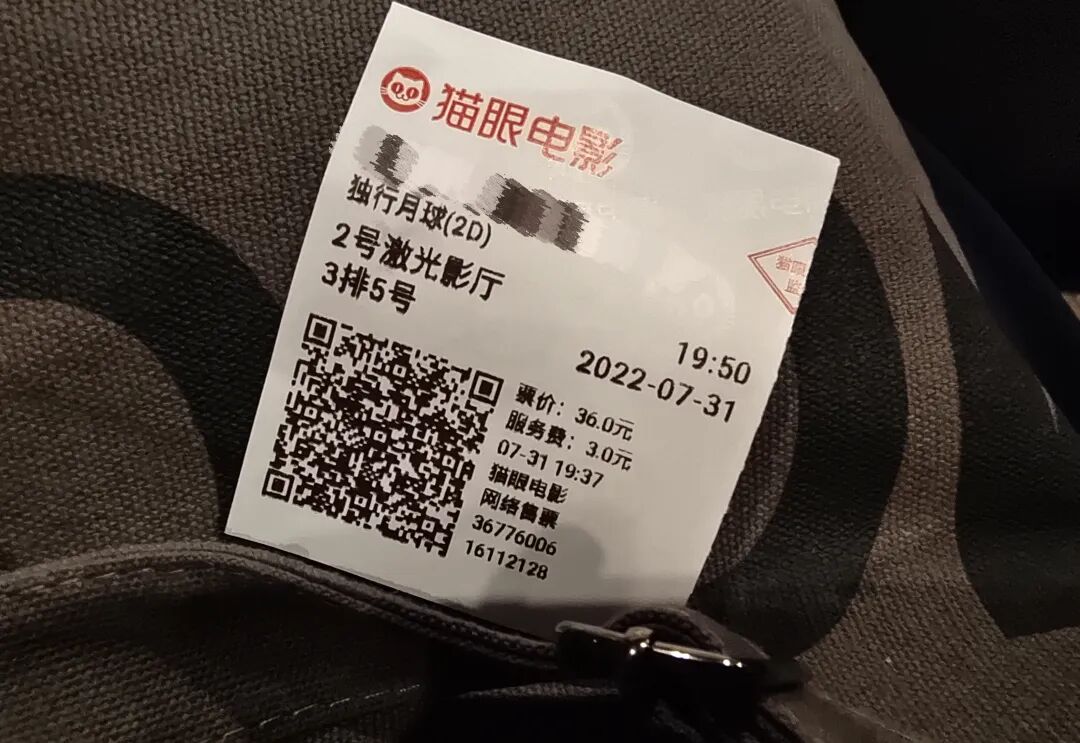 猫眼电影
独行月球(2D)
2号激光影厅
3排5号
19:50
2022-07-31
票价：36.0元
服务费：3.0元
07-31 19:37
猫眼电影
网络售票
36776006
16112128